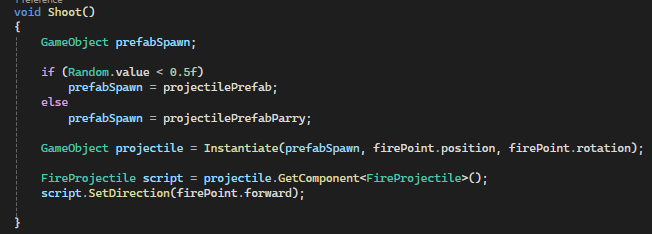 1 reference
void Shoot()
{
GameObject prefabSpawn;
if (Random.value < 0.5f)
prefabSpawn = projectilePrefab;
else
prefabSpawn = projectilePrefabParry;
GameObject projectile = Instantiate(prefabSpawn, firePoint.position, firePoint.rotation);
FireProjectile script = projectile.GetComponent<FireProjectile>();
script.SetDirection(firePoint.forward);
}